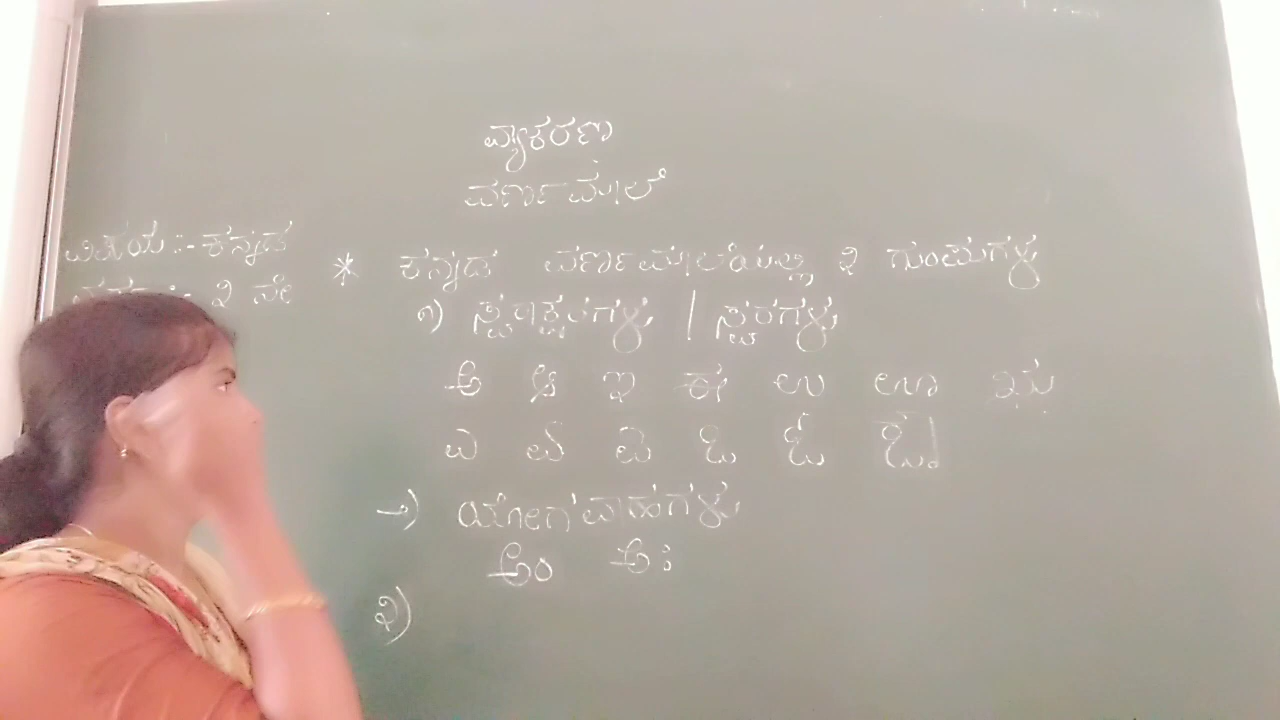 ವ್ಯಾಕರಣ
ವರ್ಣಮಾಲೆ
ವಿಷಯ :- ಕನ್ನಡ
:- ೩ ನೇ
* ಕನ್ನಡ ವರ್ಣಮಾಲೆಯಲ್ಲಿ ೩ ಗುಂಪುಗಳು
೧) ಸ್ವರಾಕ್ಷರಗಳು / ಸ್ವರಗಳು
ಅ ಆ ಇ ಈ ಉ ಊ ಋ
ಎ ಏ ಐ ಒ ಓ ಔ
೨) ಯೋಗವಾಹಗಳು
ಅಂ ಅಃ
೩)